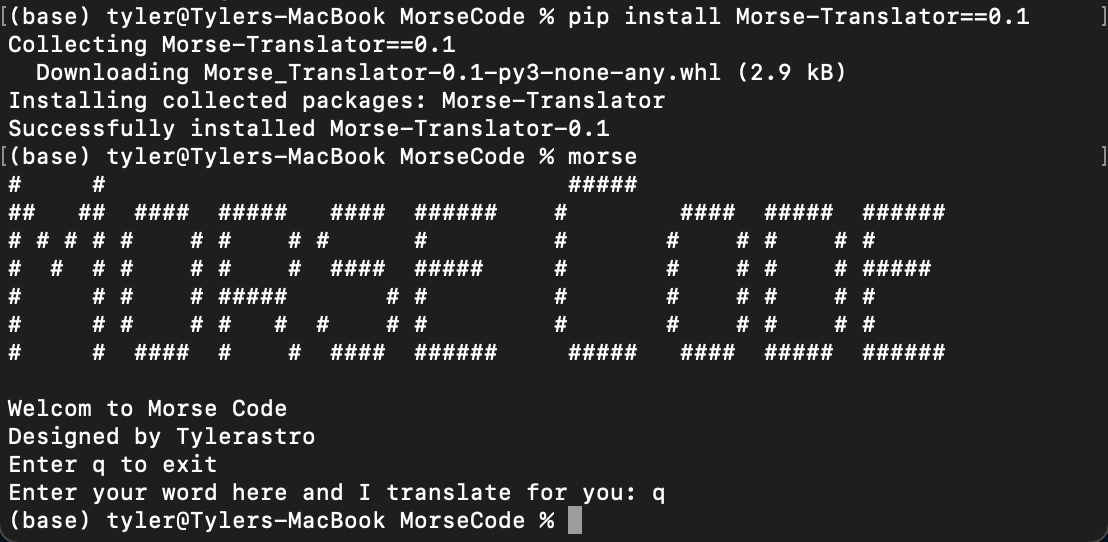 [(base) tyler@Tylers-MacBook MorseCode % pip install Morse-Translator==0.1 ]
Collecting Morse-Translator==0.1
  Downloading Morse_Translator-0.1-py3-none-any.whl (2.9 kB)
Installing collected packages: Morse-Translator
Successfully installed Morse-Translator-0.1
[(base) tyler@Tylers-MacBook MorseCode % morse ]
#     #                                 #####
##   ##  ####  #####   ####  ######    #        ####  #####  ######
# # # # #    # #    # #      #         #       #    # #    # #
#  #  # #    # #    #  ####  #####     #       #    # #    # #####
#     # #    # #####       # #         #       #    # #    # #
#     # #    # #   #  #    # #         #       #    # #    # #
#     #  ####  #    #  ####  ######     #####   ####  #####  ######
Welcom to Morse Code
Designed by Tylerastro
Enter q to exit
Enter your word here and I translate for you: q
(base) tyler@Tylers-MacBook MorseCode %